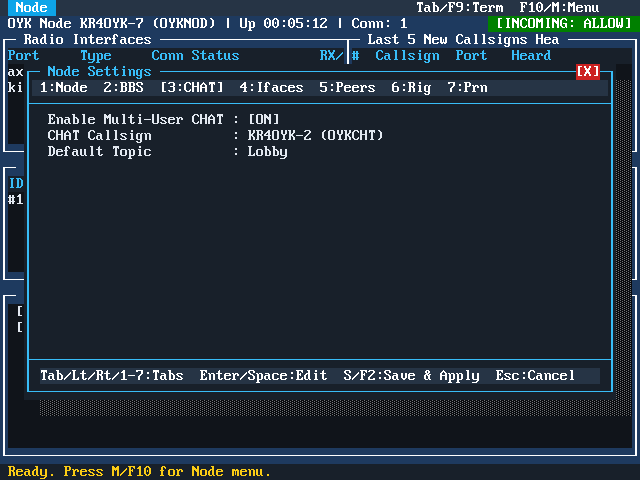 Node Tab/F9:Term F10/M:Menu
OYK Node KR4OYK-7 (OYKNOD) | Up 00:05:12 | Conn: 1 [INCOMING: ALLOW]
Radio Interfaces Last 5 New Callsigns Hea
Port Type Conn Status RX/ # Callsign Port Heard
ax Node Settings [X]
ki 1:Node 2:BBS [3:CHAT] 4:Ifaces 5:Peers 6:Rig 7:Prn
Enable Multi-User CHAT : [ON]
CHAT Callsign : KR4OYK-2 (OYKCHT)
Default Topic : Lobby
ID
#1
[
[
Tab/Lt/Rt/1-7:Tabs Enter/Space:Edit S/F2:Save & Apply Esc:Cancel
Ready. Press M/F10 for Node menu.